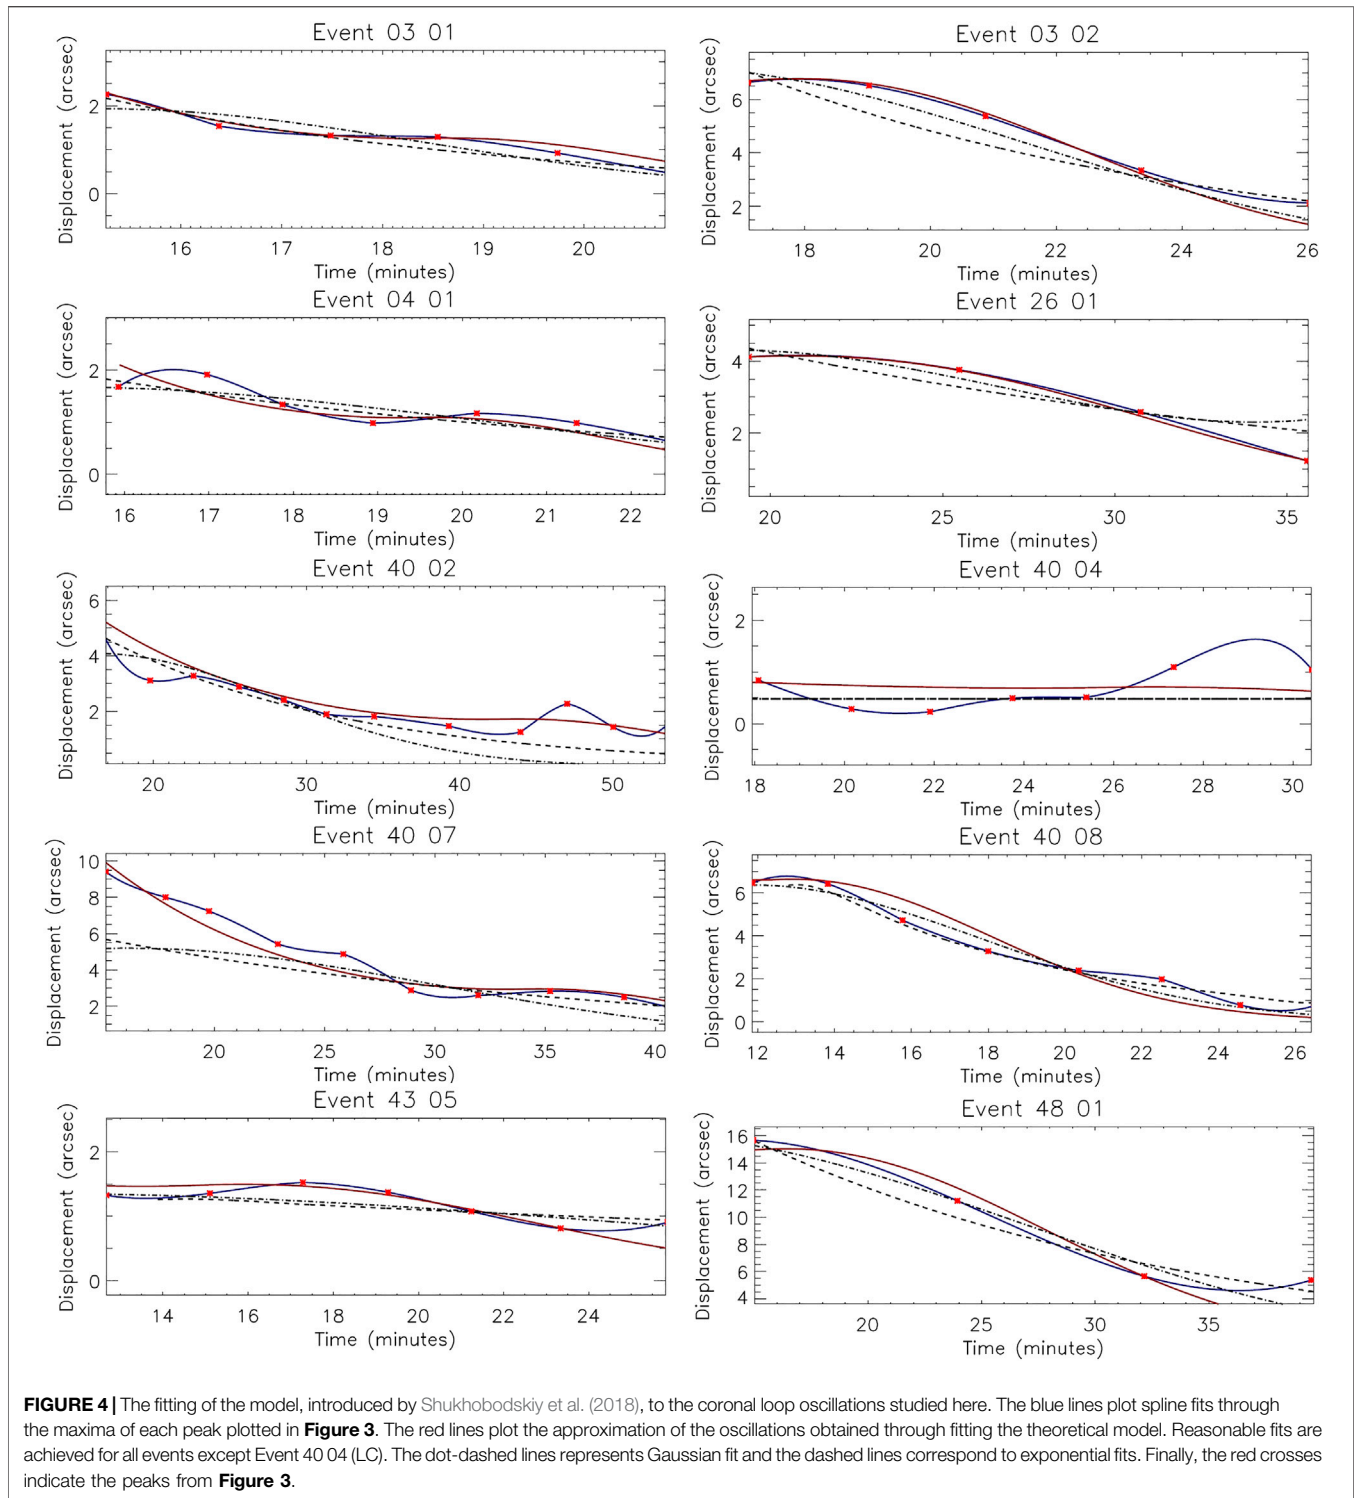 Event 03 01
Displacement (arcsec)
2
0
16 17 18 19 20
Time (minutes)
Event 03 02
Displacement (arcsec)
6
4
2
18 20 22 24 26
Time (minutes)
Event 04 01
Displacement (arcsec)
2
1
0
16 17 18 19 20 21 22
Time (minutes)
Event 26 01
Displacement (arcsec)
4
2
20 25 30 35
Time (minutes)
Event 40 02
Displacement (arcsec)
6
4
2
20 30 40 50
Time (minutes)
Event 40 04
Displacement (arcsec)
2
0
18 20 22 24 26 28 30
Time (minutes)
Event 40 07
Displacement (arcsec)
10
8
6
4
2
20 25 30 35 40
Time (minutes)
Event 40 08
Displacement (arcsec)
6
4
2
0
12 14 16 18 20 22 24 26
Time (minutes)
Event 43 05
Displacement (arcsec)
2
0
14 16 18 20 22 24
Time (minutes)
Event 48 01
Displacement (arcsec)
16
14
12
10
8
6
4
20 25 30 35
Time (minutes)
FIGURE 4 | The fitting of the model, introduced by Shukhobodskiy et al. (2018), to the coronal loop oscillations studied here. The blue lines plot spline fits through
the maxima of each peak plotted in Figure 3. The red lines plot the approximation of the oscillations obtained through fitting the theoretical model. Reasonable fits are
achieved for all events except Event 40 04 (LC). The dot-dashed lines represents Gaussian fit and the dashed lines correspond to exponential fits. Finally, the red crosses
indicate the peaks from Figure 3.